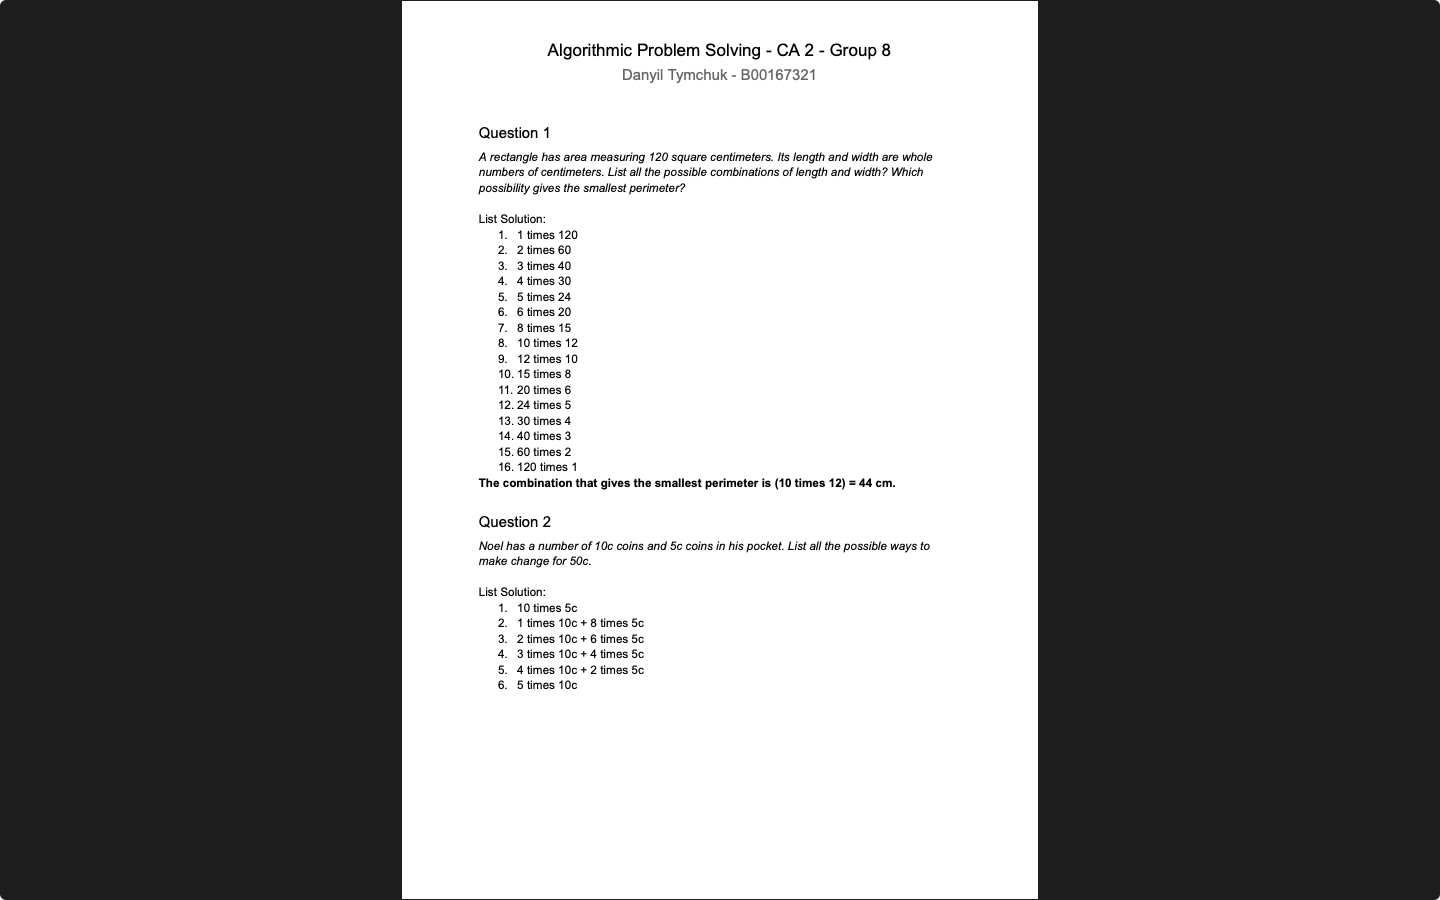 Algorithmic Problem Solving - CA 2 - Group 8
Danyil Tymchuk - B00167321
Question 1
A rectangle has area measuring 120 square centimeters. Its length and width are whole
numbers of centimeters. List all the possible combinations of length and width? Which
possibility gives the smallest perimeter?
List Solution:
1. 1 times 120
2. 2 times 60
3. 3 times 40
4. 4 times 30
5. 5 times 24
6. 6 times 20
7. 8 times 15
8. 10 times 12
9. 12 times 10
10. 15 times 8
11. 20 times 6
12. 24 times 5
13. 30 times 4
14. 40 times 3
15. 60 times 2
16. 120 times 1
The combination that gives the smallest perimeter is (10 times 12) = 44 cm.
Question 2
Noel has a number of 10c coins and 5c coins in his pocket. List all the possible ways to
make change for 50c.
List Solution:
1. 10 times 5c
2. 1 times 10c + 8 times 5c
3. 2 times 10c + 6 times 5c
4. 3 times 10c + 4 times 5c
5. 4 times 10c + 2 times 5c
6. 5 times 10c